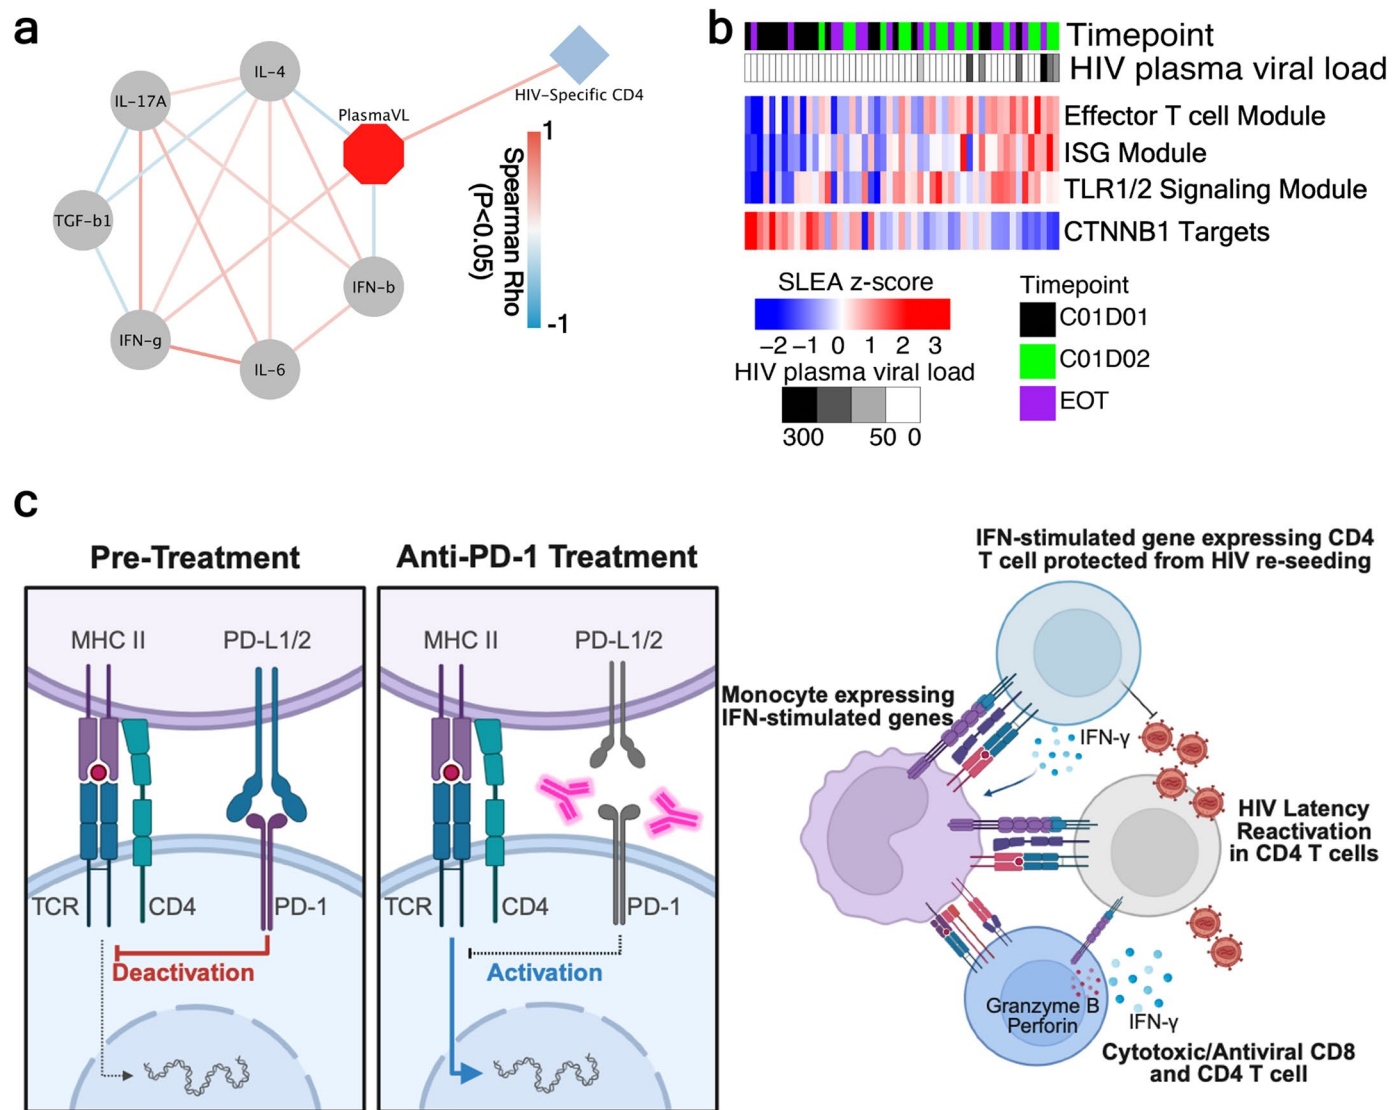 a
IL-4
IL-17A
PlasmaVL
HIV-Specific CD4
TGF-b1
IFN-b
IFN-g
IL-6
1
Spearman Rho
(P<0.05)
-1
b
Timepoint
HIV plasma viral load
Effector T cell Module
ISG Module
TLR1/2 Signaling Module
CTNNB1 Targets
SLEA z-score
−2 −1 0 1 2 3
HIV plasma viral load
300 50 0
Timepoint
C01D01
C01D02
EOT
c
Pre-Treatment
MHC II PD-L1/2
TCR CD4 PD-1
Deactivation
Anti-PD-1 Treatment
MHC II PD-L1/2
TCR CD4 PD-1
Activation
IFN-stimulated gene expressing CD4
T cell protected from HIV re-seeding
Monocyte expressing
IFN-stimulated genes
IFN-γ
HIV Latency
Reactivation
in CD4 T cells
Granzyme B
Perforin
IFN-γ
Cytotoxic/Antiviral CD8
and CD4 T cell